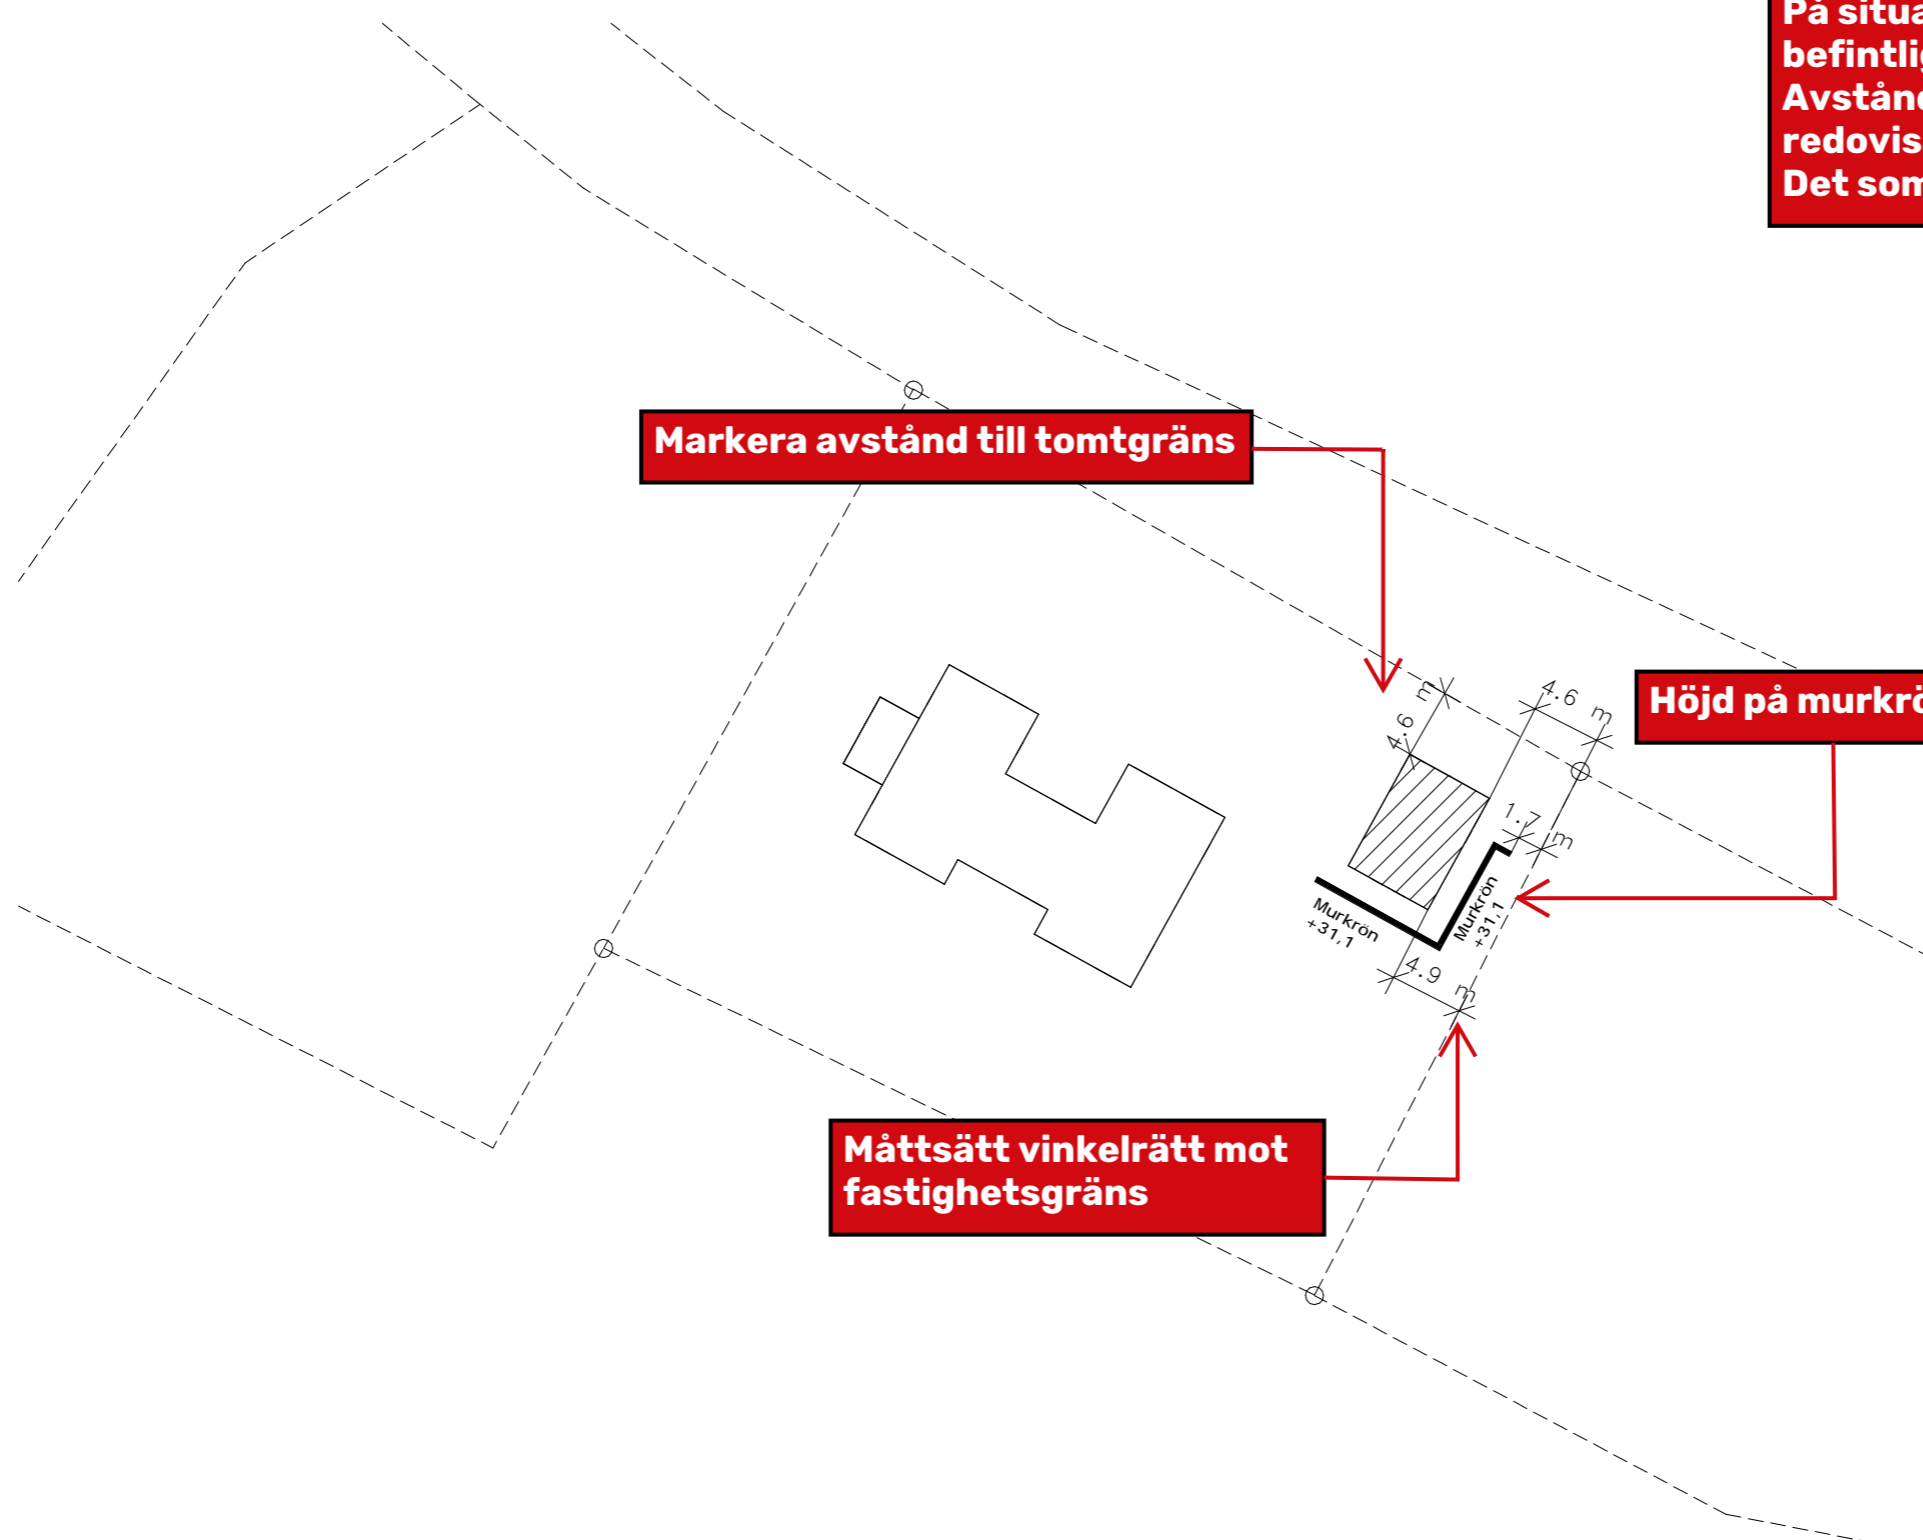 På situa
befintlig
Avstånd
redovis
Det som
Markera avstånd till tomtgräns
4.6 m
4.6 m
Höjd på murkrö
1.7 m
Murkrön
+31,1
Murkrön
+31,1
4.9 m
Måttsätt vinkelrätt mot
fastighetsgräns